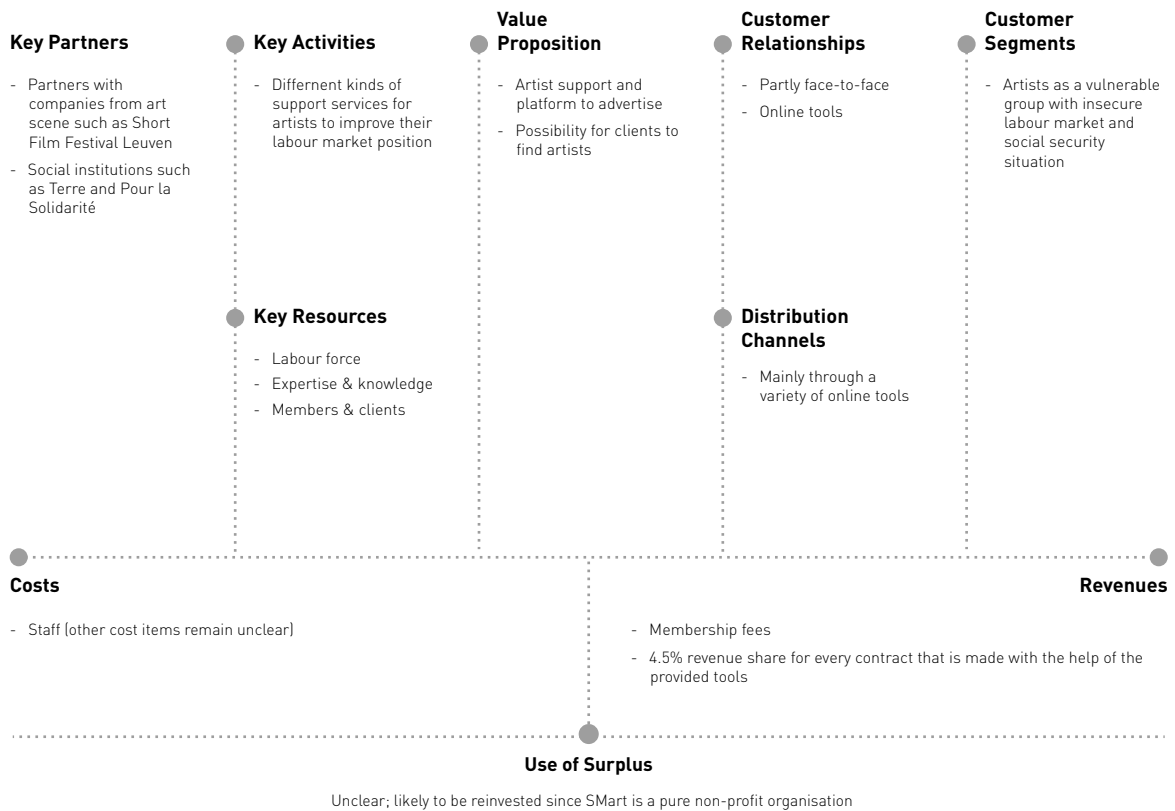 Key Partners
- Partners with
companies from art
scene such as Short
Film Festival Leuven
- Social institutions such
as Terre and Pour la
Solidarité
Key Activities
- Differnent kinds of
support services for
artists to improve their
labour market position
Key Resources
- Labour force
- Expertise & knowledge
- Members & clients
Value
Proposition
- Artist support and
platform to advertise
- Possibility for clients to
find artists
Customer
Relationships
- Partly face-to-face
- Online tools
Distribution
Channels
- Mainly through a
variety of online tools
Customer
Segments
- Artists as a vulnerable
group with insecure
labour market and
social security
situation
Costs
- Staff (other cost items remain unclear)
Revenues
- Membership fees
- 4.5% revenue share for every contract that is made with the help of the
provided tools
Use of Surplus
Unclear; likely to be reinvested since SMart is a pure non-profit organisation